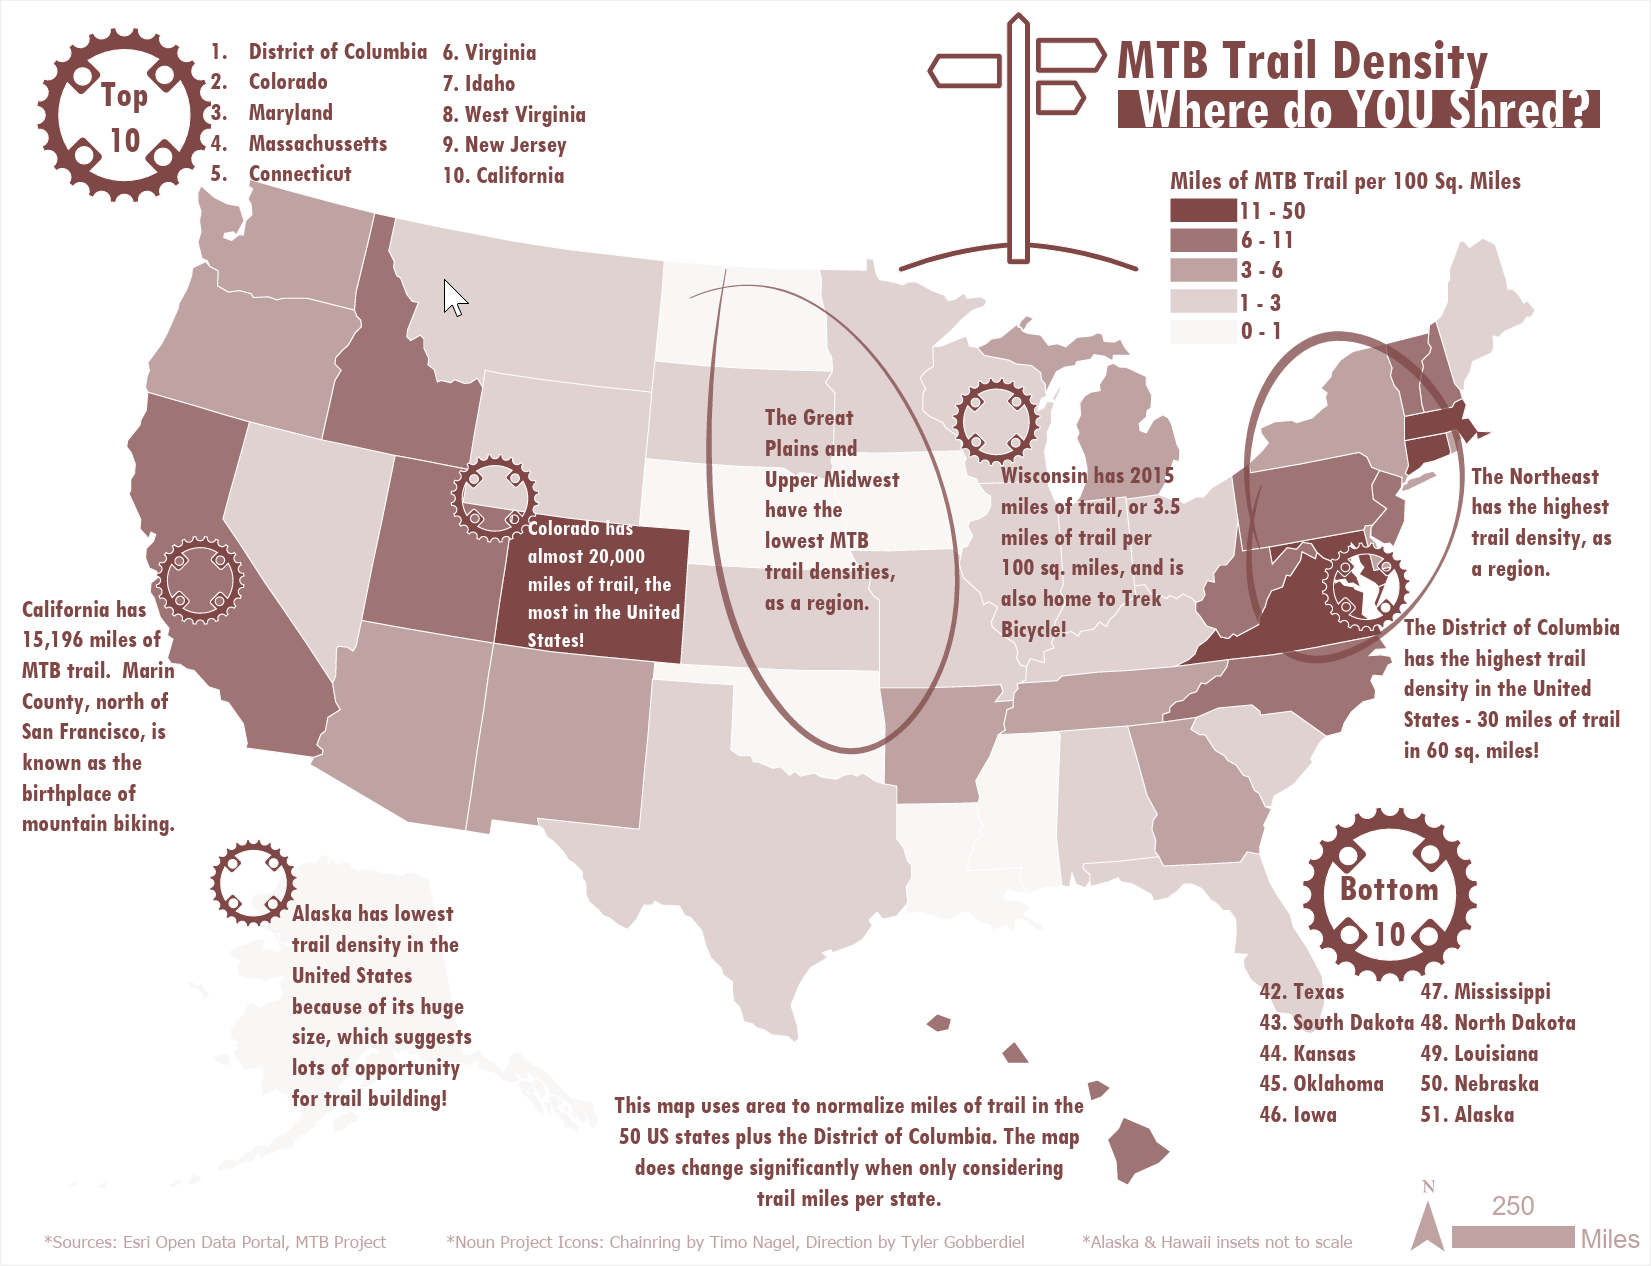 MTB Trail Density
Where do YOU Shred?
Top
10
1. District of Columbia
2. Colorado
3. Maryland
4. Massachussetts
5. Connecticut
6. Virginia
7. Idaho
8. West Virginia
9. New Jersey
10. California
Miles of MTB Trail per 100 Sq. Miles
11 - 50
6 - 11
3 - 6
1 - 3
0 - 1
The Great
Plains and
Upper Midwest
have the
lowest MTB
trail densities,
as a region.
Wisconsin has 2015
miles of trail, or 3.5
miles of trail per
100 sq. miles, and is
also home to Trek
Bicycle!
The Northeast
has the highest
trail density, as
a region.
Colorado has
almost 20,000
miles of trail, the
most in the United
States!
California has
15,196 miles of
MTB trail. Marin
County, north of
San Francisco, is
known as the
birthplace of
mountain biking.
The District of Columbia
has the highest trail
density in the United
States - 30 miles of trail
in 60 sq. miles!
Alaska has lowest
trail density in the
United States
because of its huge
size, which suggests
lots of opportunity
for trail building!
Bottom
10
42. Texas
43. South Dakota
44. Kansas
45. Oklahoma
46. Iowa
47. Mississippi
48. North Dakota
49. Louisiana
50. Nebraska
51. Alaska
This map uses area to normalize miles of trail in the
50 US states plus the District of Columbia. The map
does change significantly when only considering
trail miles per state.
N
250
Miles
*Sources: Esri Open Data Portal, MTB Project
*Noun Project Icons: Chainring by Timo Nagel, Direction by Tyler Gobberdiel
*Alaska & Hawaii insets not to scale